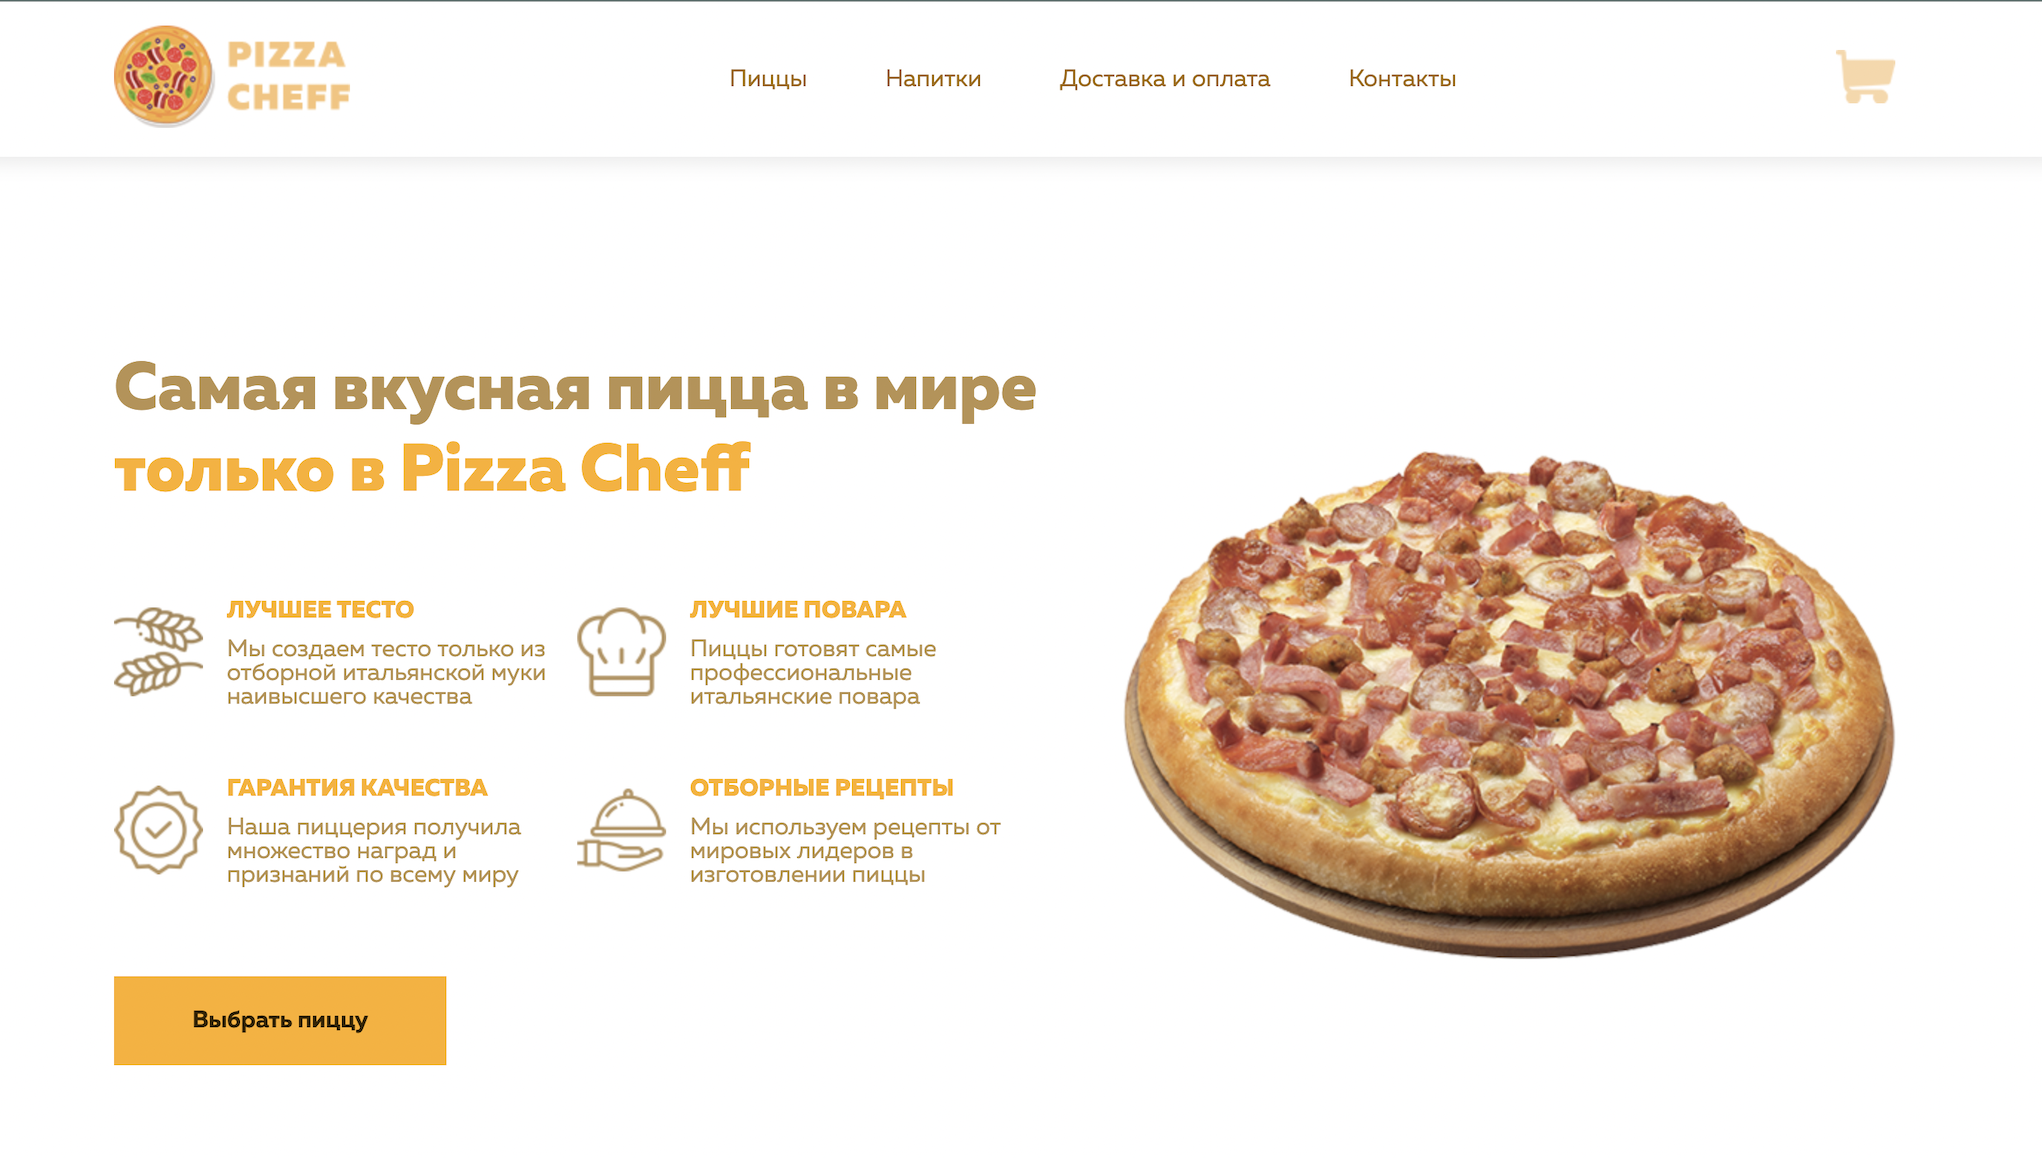 PIZZA
CHEFF
Пиццы
Напитки
Доставка и оплата
Контакты
Самая вкусная пицца в мире
только в Pizza Cheff
ЛУЧШЕЕ ТЕСТО
Мы создаем тесто только из
отборной итальянской муки
наивысшего качества
ЛУЧШИЕ ПОВАРА
Пиццы готовят самые
профессиональные
итальянские повара
ГАРАНТИЯ КАЧЕСТВА
Наша пиццерия получила
множество наград и
признаний по всему миру
ОТБОРНЫЕ РЕЦЕПТЫ
Мы используем рецепты от
мировых лидеров в
изготовлении пиццы
Выбрать пиццу